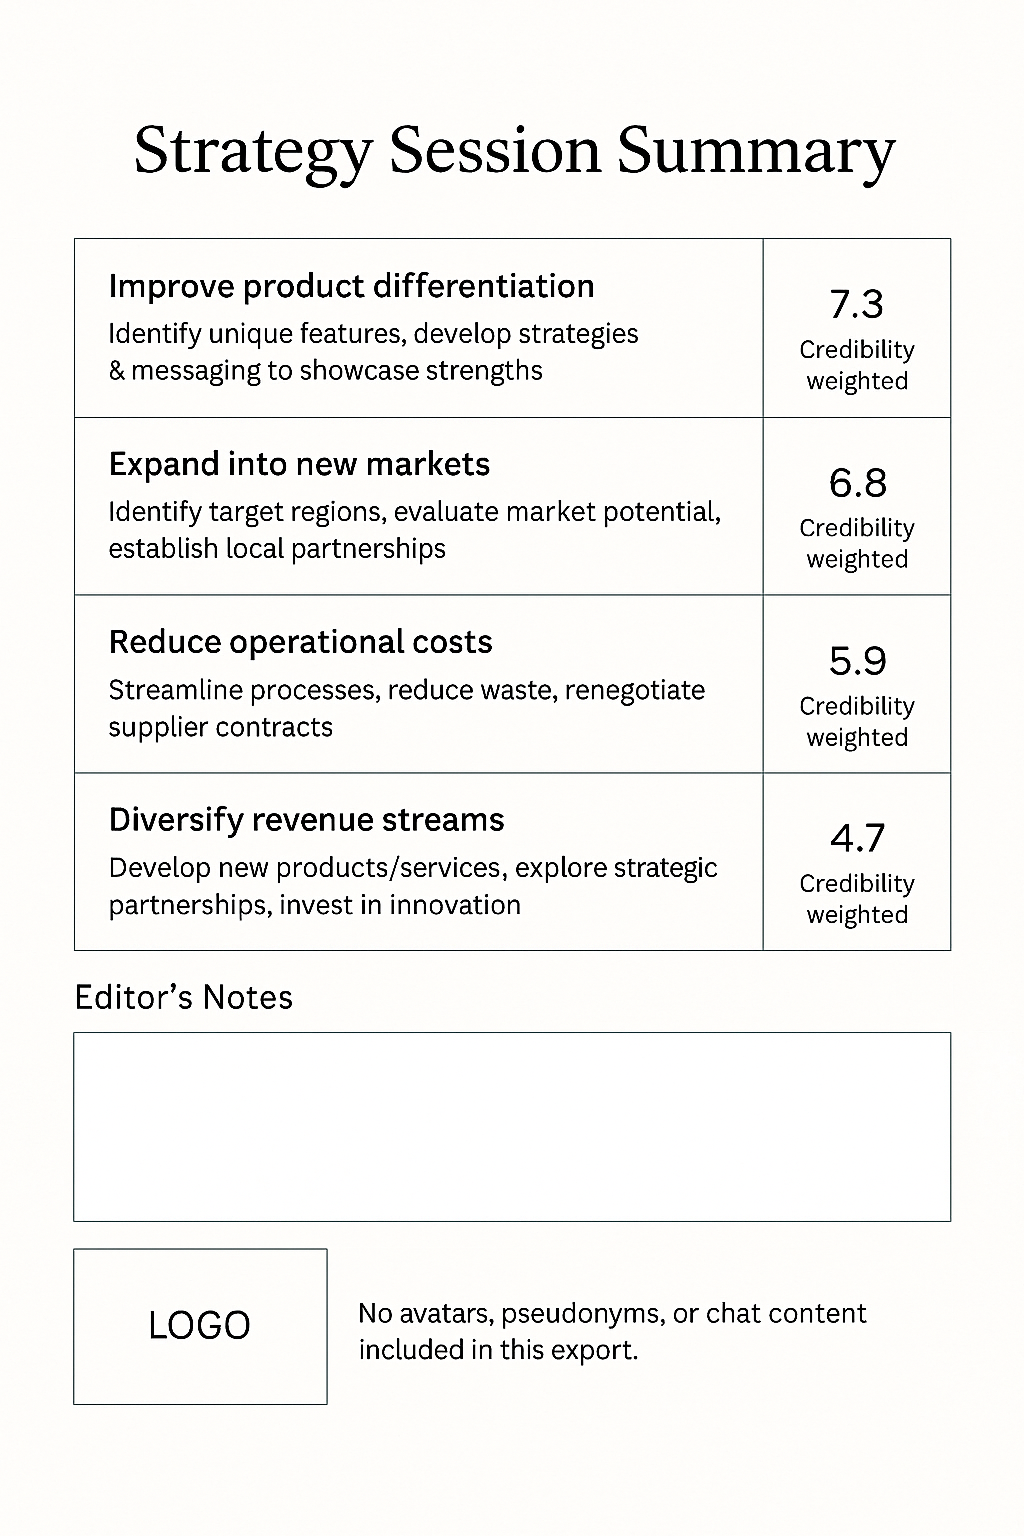 Strategy Session Summary
Improve product differentiation
Identify unique features, develop strategies
& messaging to showcase strengths
7.3
Credibility
weighted
Expand into new markets
Identify target regions, evaluate market potential,
establish local partnerships
6.8
Credibility
weighted
Reduce operational costs
Streamline processes, reduce waste, renegotiate
supplier contracts
5.9
Credibility
weighted
Diversify revenue streams
Develop new products/services, explore strategic
partnerships, invest in innovation
4.7
Credibility
weighted
Editor’s Notes
LOGO
No avatars, pseudonyms, or chat content
included in this export.